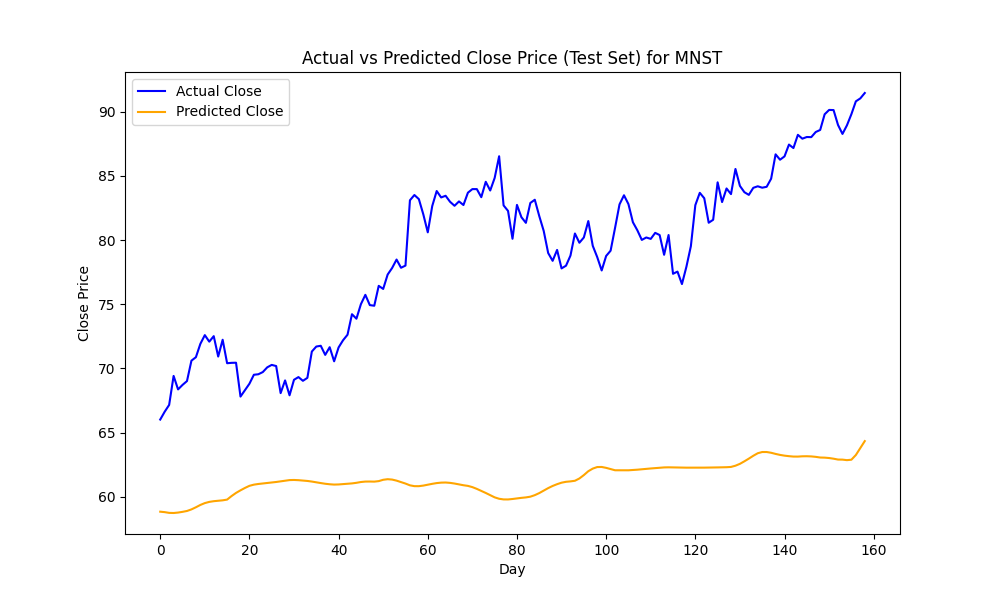 Actual vs Predicted Close Price (Test Set) for MNST
Actual Close
Predicted Close
90
85
80
75
70
65
60
Close Price
0 20 40 60 80 100 120 140 160
Day